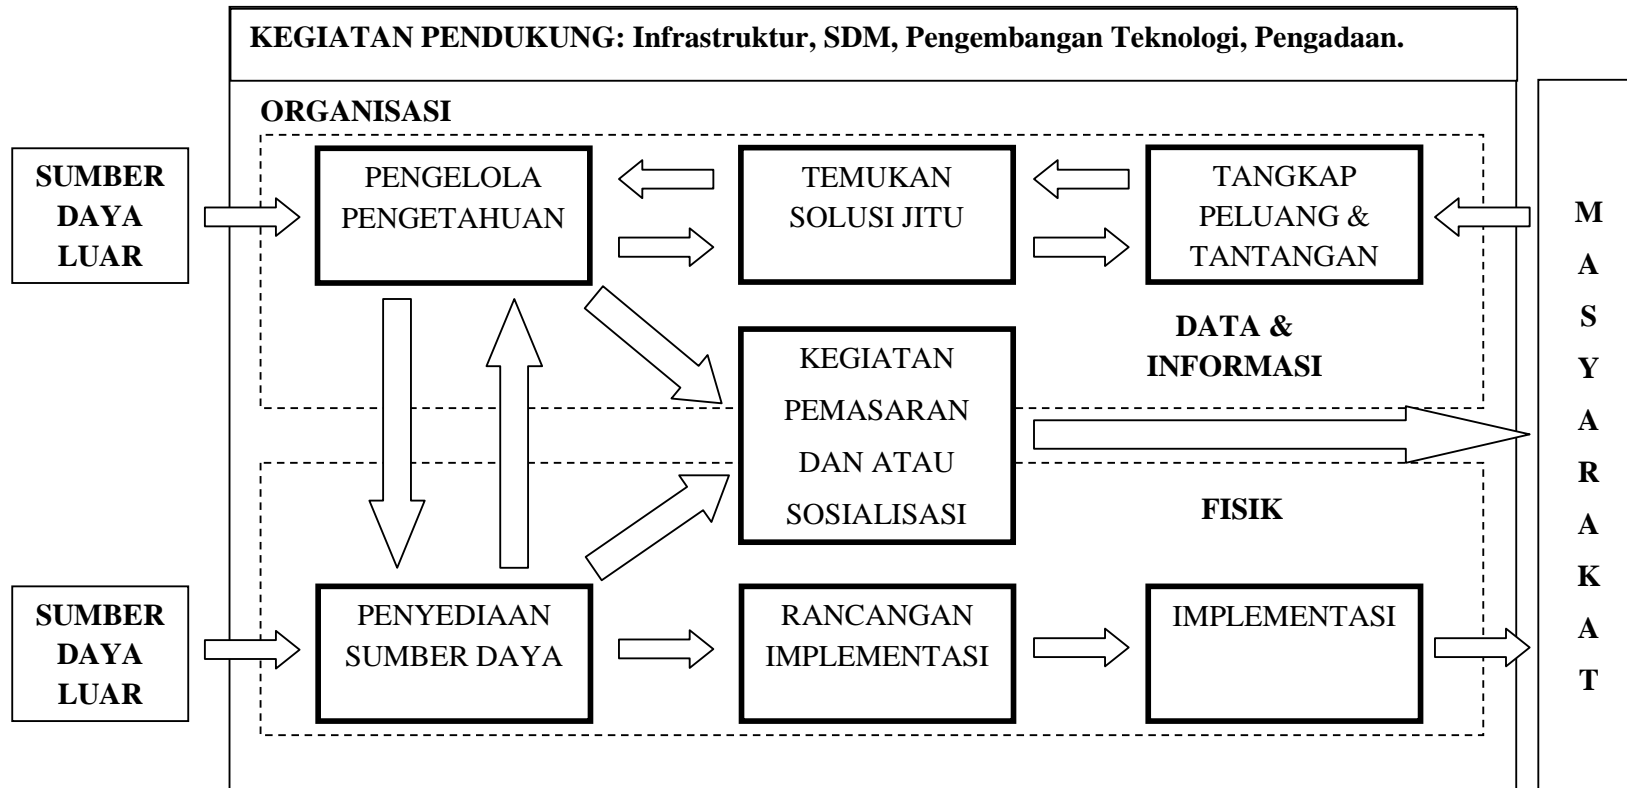 KEGIATAN PENDUKUNG: Infrastruktur, SDM, Pengembangan Teknologi, Pengadaan.
ORGANISASI
SUMBER
DAYA
LUAR
PENGELOLA
PENGETAHUAN
TEMUKAN
SOLUSI JITU
TANGKAP
PELUANG &
TANTANGAN
DATA &
INFORMASI
KEGIATAN
PEMASARAN
DAN ATAU
SOSIALISASI
FISIK
SUMBER
DAYA
LUAR
PENYEDIAAN
SUMBER DAYA
RANCANGAN
IMPLEMENTASI
IMPLEMENTASI
M
A
S
Y
A
R
A
K
A
T